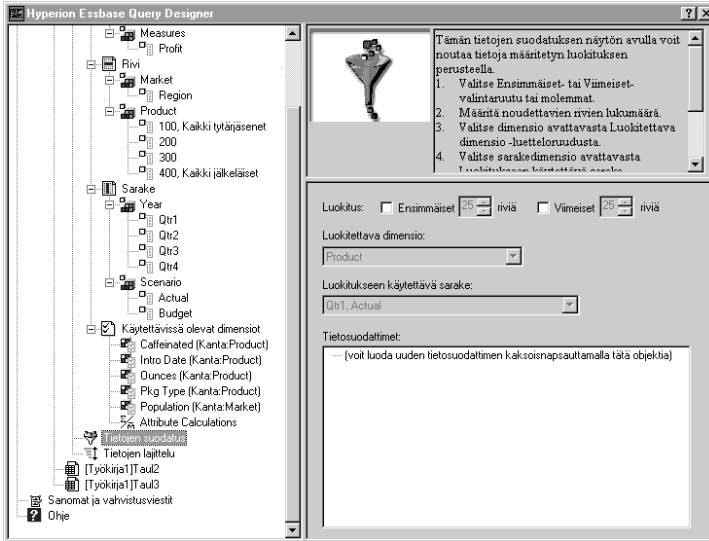 Hyperion Essbase Query Designer
Measures
Profit
Rivi
Market
Region
Product
100, Kaikki tytärjäsenet
200
300
400, Kaikki jälkeläiset
Sarake
Year
Qtr1
Qtr2
Qtr3
Qtr4
Scenario
Actual
Budget
Käytettävissä olevat dimensiot
Caffeinated (Kanta:Product)
Intro Date (Kanta:Product)
Ounces (Kanta:Product)
Pkg Type (Kanta:Product)
Population (Kanta:Market)
Attribute Calculations
Tietojen suodatus
Tietojen lajittelu
[Työkirja1]Taul2
[Työkirja1]Taul3
Sanomat ja vahvistusviestit
Ohje
Tämän tietojen suodatuksen näytön avulla voit
noutaa tietoja määritetyn luokituksen
perusteella.
1. Valitse Ensimmäiset- tai Viimeiset-
valintaruutu tai molemmat.
2. Määritä noudettavien rivien lukumäärä.
3. Valitse dimensio avattavasta Luokitettava
dimensio -luetteloruudusta.
4. Valitse sarakedimensio avattavasta
Luokitukseen käytettävä sarake
Luokitus: Ensimmäiset 25 riviä Viimeiset 25 riviä
Luokitettava dimensio:
Product
Luokitukseen käytettävä sarake:
Qtr1, Actual
Tietosuodattimet:
(voit luoda uuden tietosuodattimen kaksoisnapsauttamalla tätä objektia)